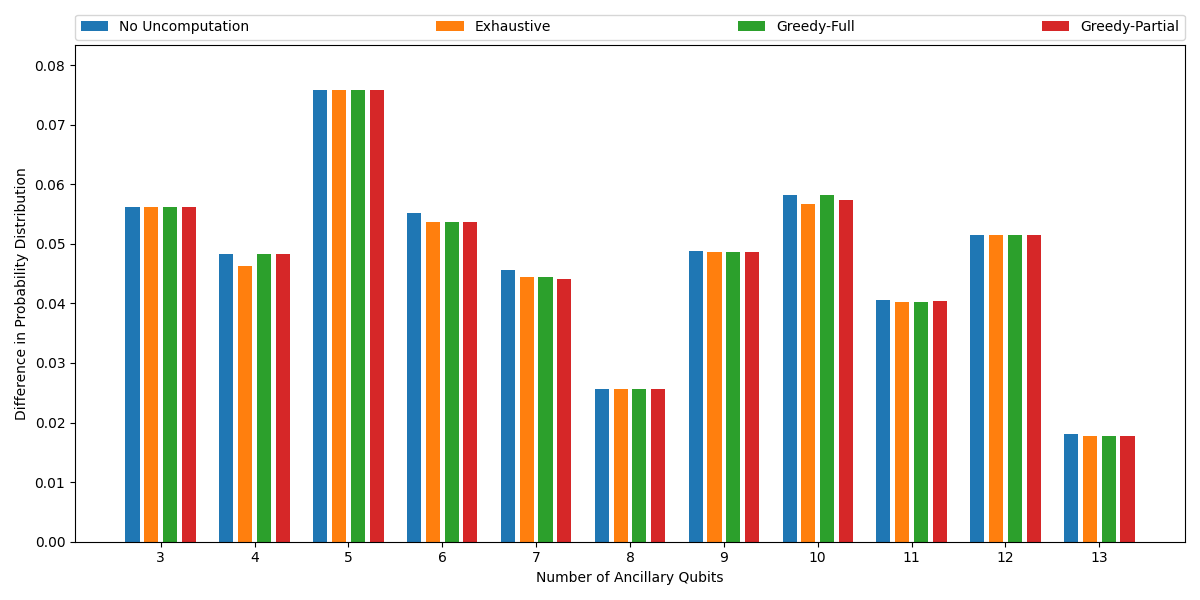 No Uncomputation Exhaustive Greedy-Full Greedy-Partial
0.08
0.07
0.06
0.05
0.04
0.03
0.02
0.01
0.00
Difference in Probability Distribution
3 4 5 6 7 8 9 10 11 12 13
Number of Ancillary Qubits